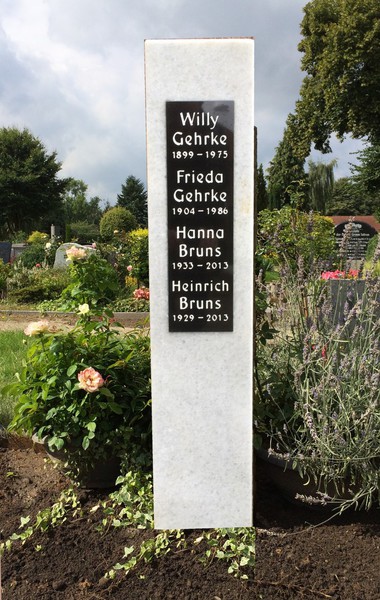 Willy
Gehrke
1899 – 1975
Frieda
Gehrke
1904 – 1986
Hanna
Bruns
1933 – 2013
Heinrich
Bruns
1929 – 2013